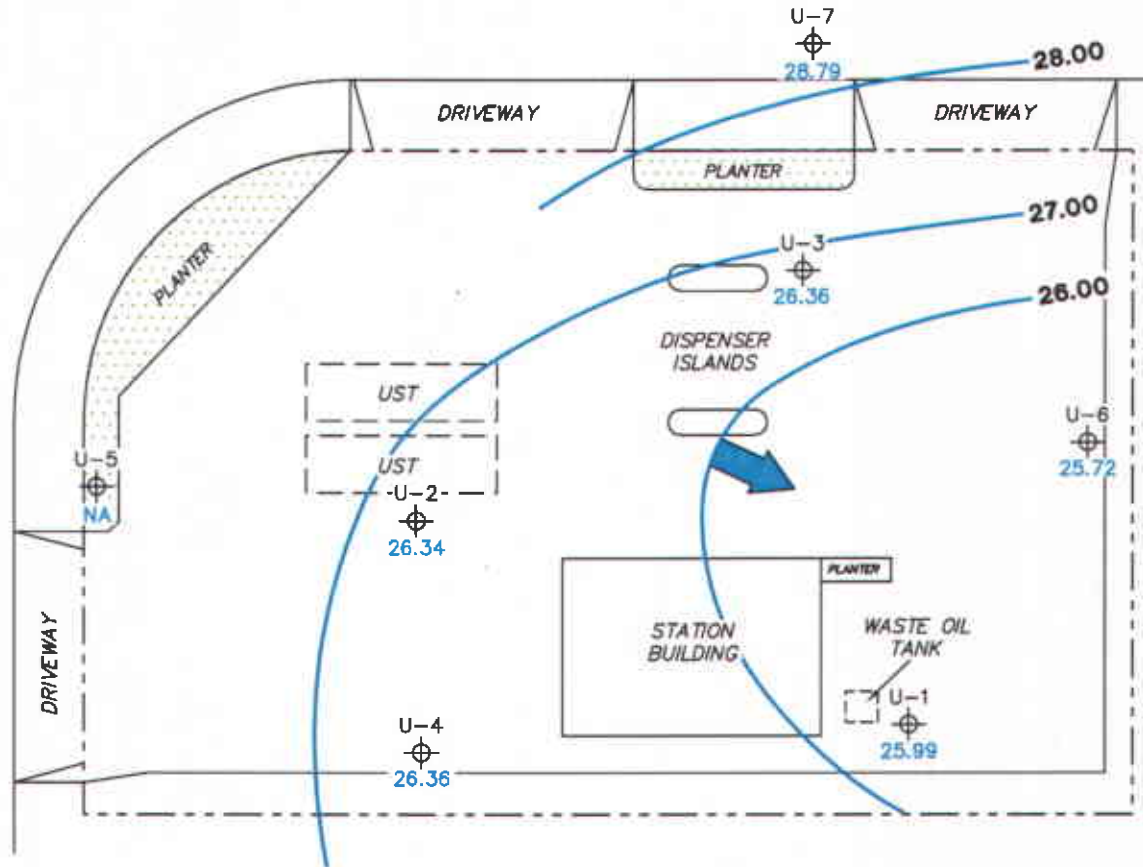 U-7
28.79
28.00
DRIVEWAY
DRIVEWAY
PLANTER
PLANTER
27.00
U-3
26.36
26.00
DISPENSER
ISLANDS
UST
UST
U-6
25.72
U-5
NA
U-2
26.34
PLANTER
STATION
BUILDING
WASTE OIL
TANK
DRIVEWAY
U-1
25.99
U-4
26.36